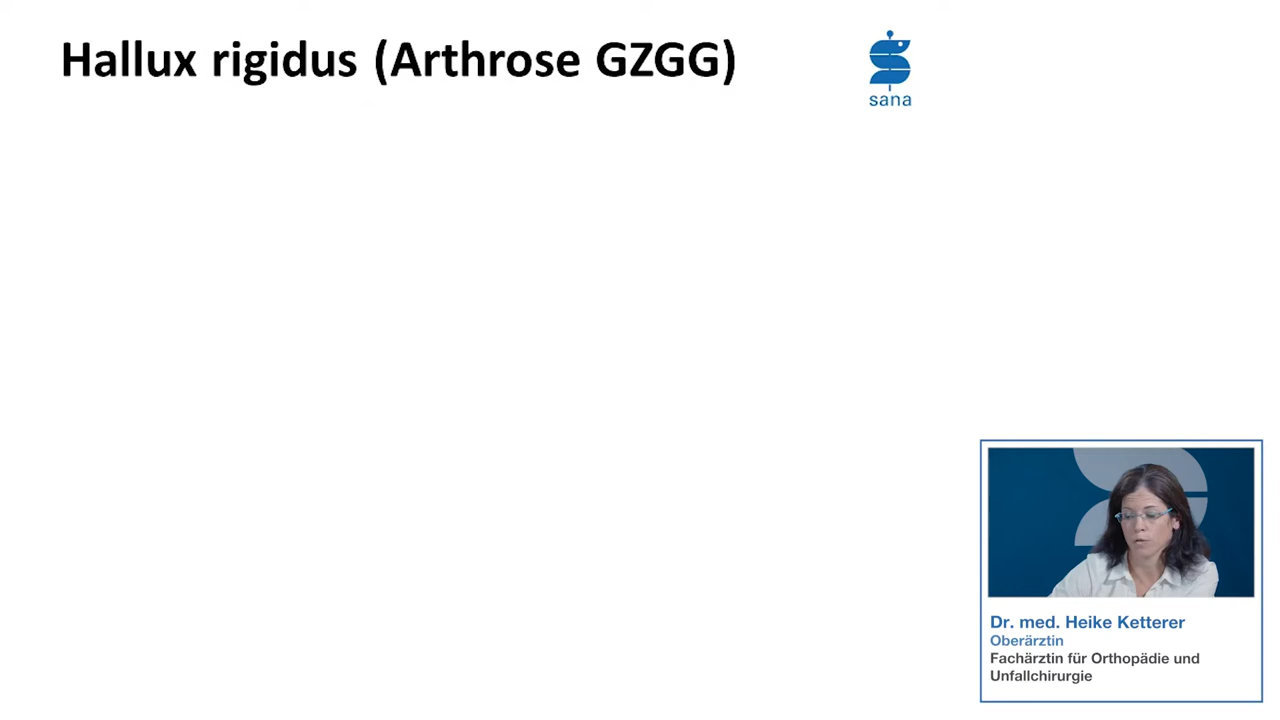 Hallux rigidus (Arthrose GZGG)
sana
Dr. med. Heike Ketterer
Oberärztin
Fachärztin für Orthopädie und
Unfallchirurgie